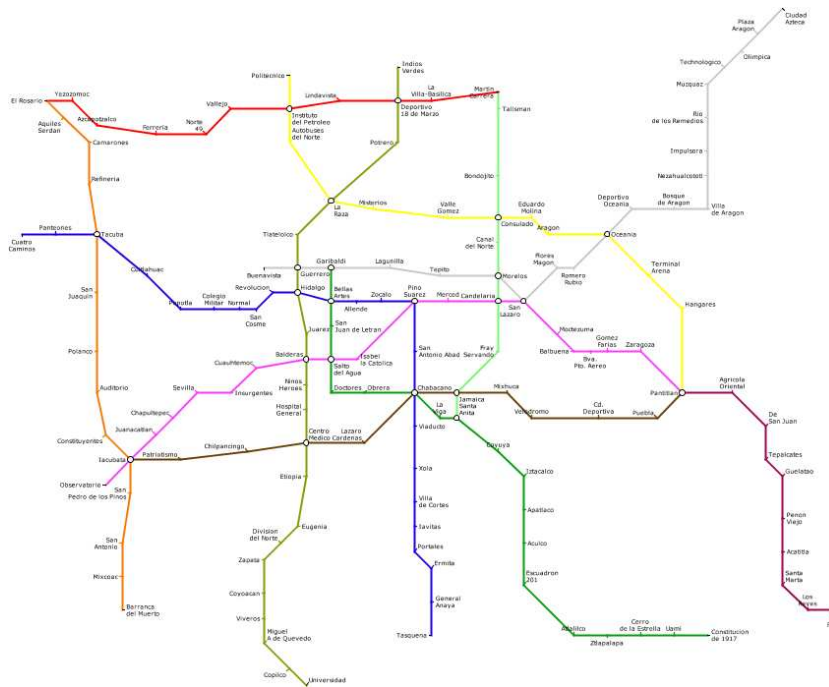 Ciudad
Azteca
Plaza
Aragon
Olimpica
Technologico
Muzquiz
Rio
de los Remedios
Impulsora
Nezahualcoteti
Villa
de Aragon
Bosque
de Aragon
Deportivo
Oceania
Oceania
Politecnico
Indios
Verdes
El Rosario
Yezozomoc
Azcapotzalco
Ferreria
Norte
45
Vallejo
Instituto
del Petroleo
Autobuses
del Norte
Lindavista
Deportivo
18 de Marzo
La
Villa-Basilica
Martin
Carrera
Talisman
Bondojito
Aquiles
Serdan
Camarones
Refineria
Potrero
La
Raza
Misterios
Valle
Gomez
Consulado
Eduardo
Molina
Aragon
Canal
del Norte
Terminal
Arena
Hangares
Flores
Magon
Romero
Rubio
Cuatro
Caminos
Panteones
Tacuba
Cuitlahuac
Popotla
Colegio
Militar
Normal
San
Cosme
Revolucion
Hidalgo
Tlatelolco
Buenavista
Guerrero
Garibaldi
Lagunilla
Tepito
Morelos
San
Lazaro
Bellas
Artes
Allende
Zocalo
Pino
Suarez
Merced
Candelaria
San
Juaquin
Polanco
Auditorio
Constituyentes
Tacubata
Observatorio
Juanacatlan
Chapultepec
Sevilla
Insurgentes
Cuauhtemoc
Balderas
Juarez
San
Juan de Letran
Salto
del Agua
Isabel
la Catolica
San
Antonio Abad
Fray
Servando
Moctezuma
Balbuena
Bva.
Pto. Aereo
Gomez
Farias
Zaragoza
Pantitlan
Ninos
Heroes
Hospital
General
Doctores
Obrera
Chabacano
La
Viga
Jamaica
Santa
Anita
Mishuca
Velodromo
Cd.
Deportiva
Puebla
Agricola
Oriental
De
San Juan
Tepalcates
Guelatao
Penon
Viejo
Acatitla
Santa
Marta
Los
Reyes
Patriotismo
Chilpancingo
Centro
Medico
Lazaro
Cardenas
San
Pedro de los Pinos
San
Antonio
Mixcoac
Barranca
del Muerto
Etiopia
Eugenia
Division
del Norte
Zapata
Coyoacan
Viveros
Miguel
A de Quevedo
Copilco
Universidad
Viaducto
Xola
Villa
de Cortes
Portales
Ermita
General
Anaya
Tasquena
Coyuya
Iztacalco
Apatlaco
Aculco
Escuadron
201
Atlalilco
Cerro
de la Estrella
Uami
Constitucion
de 1917